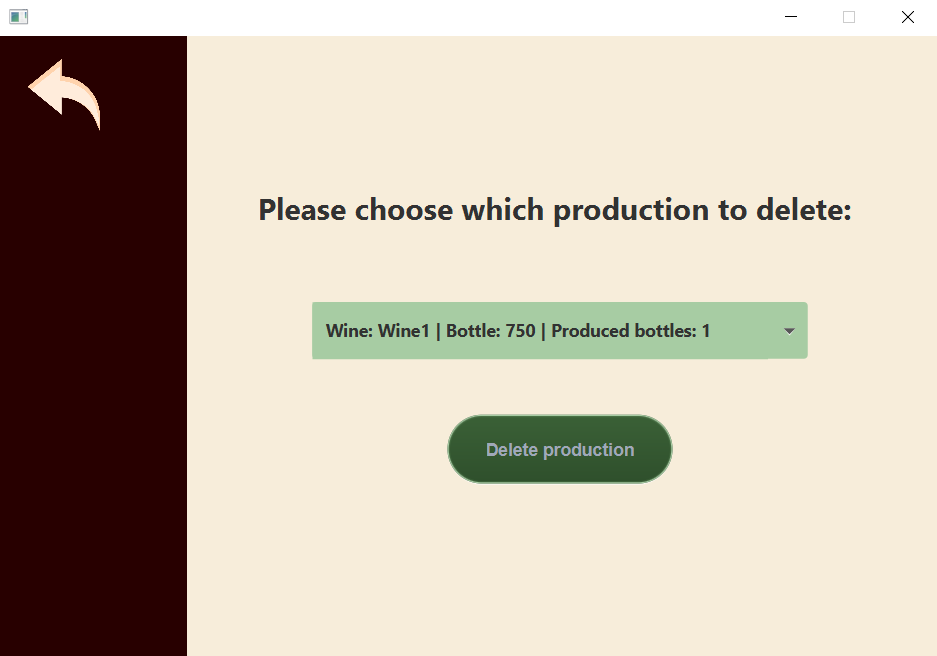 Please choose which production to delete:
Wine: Wine1 | Bottle: 750 | Produced bottles: 1
Delete production